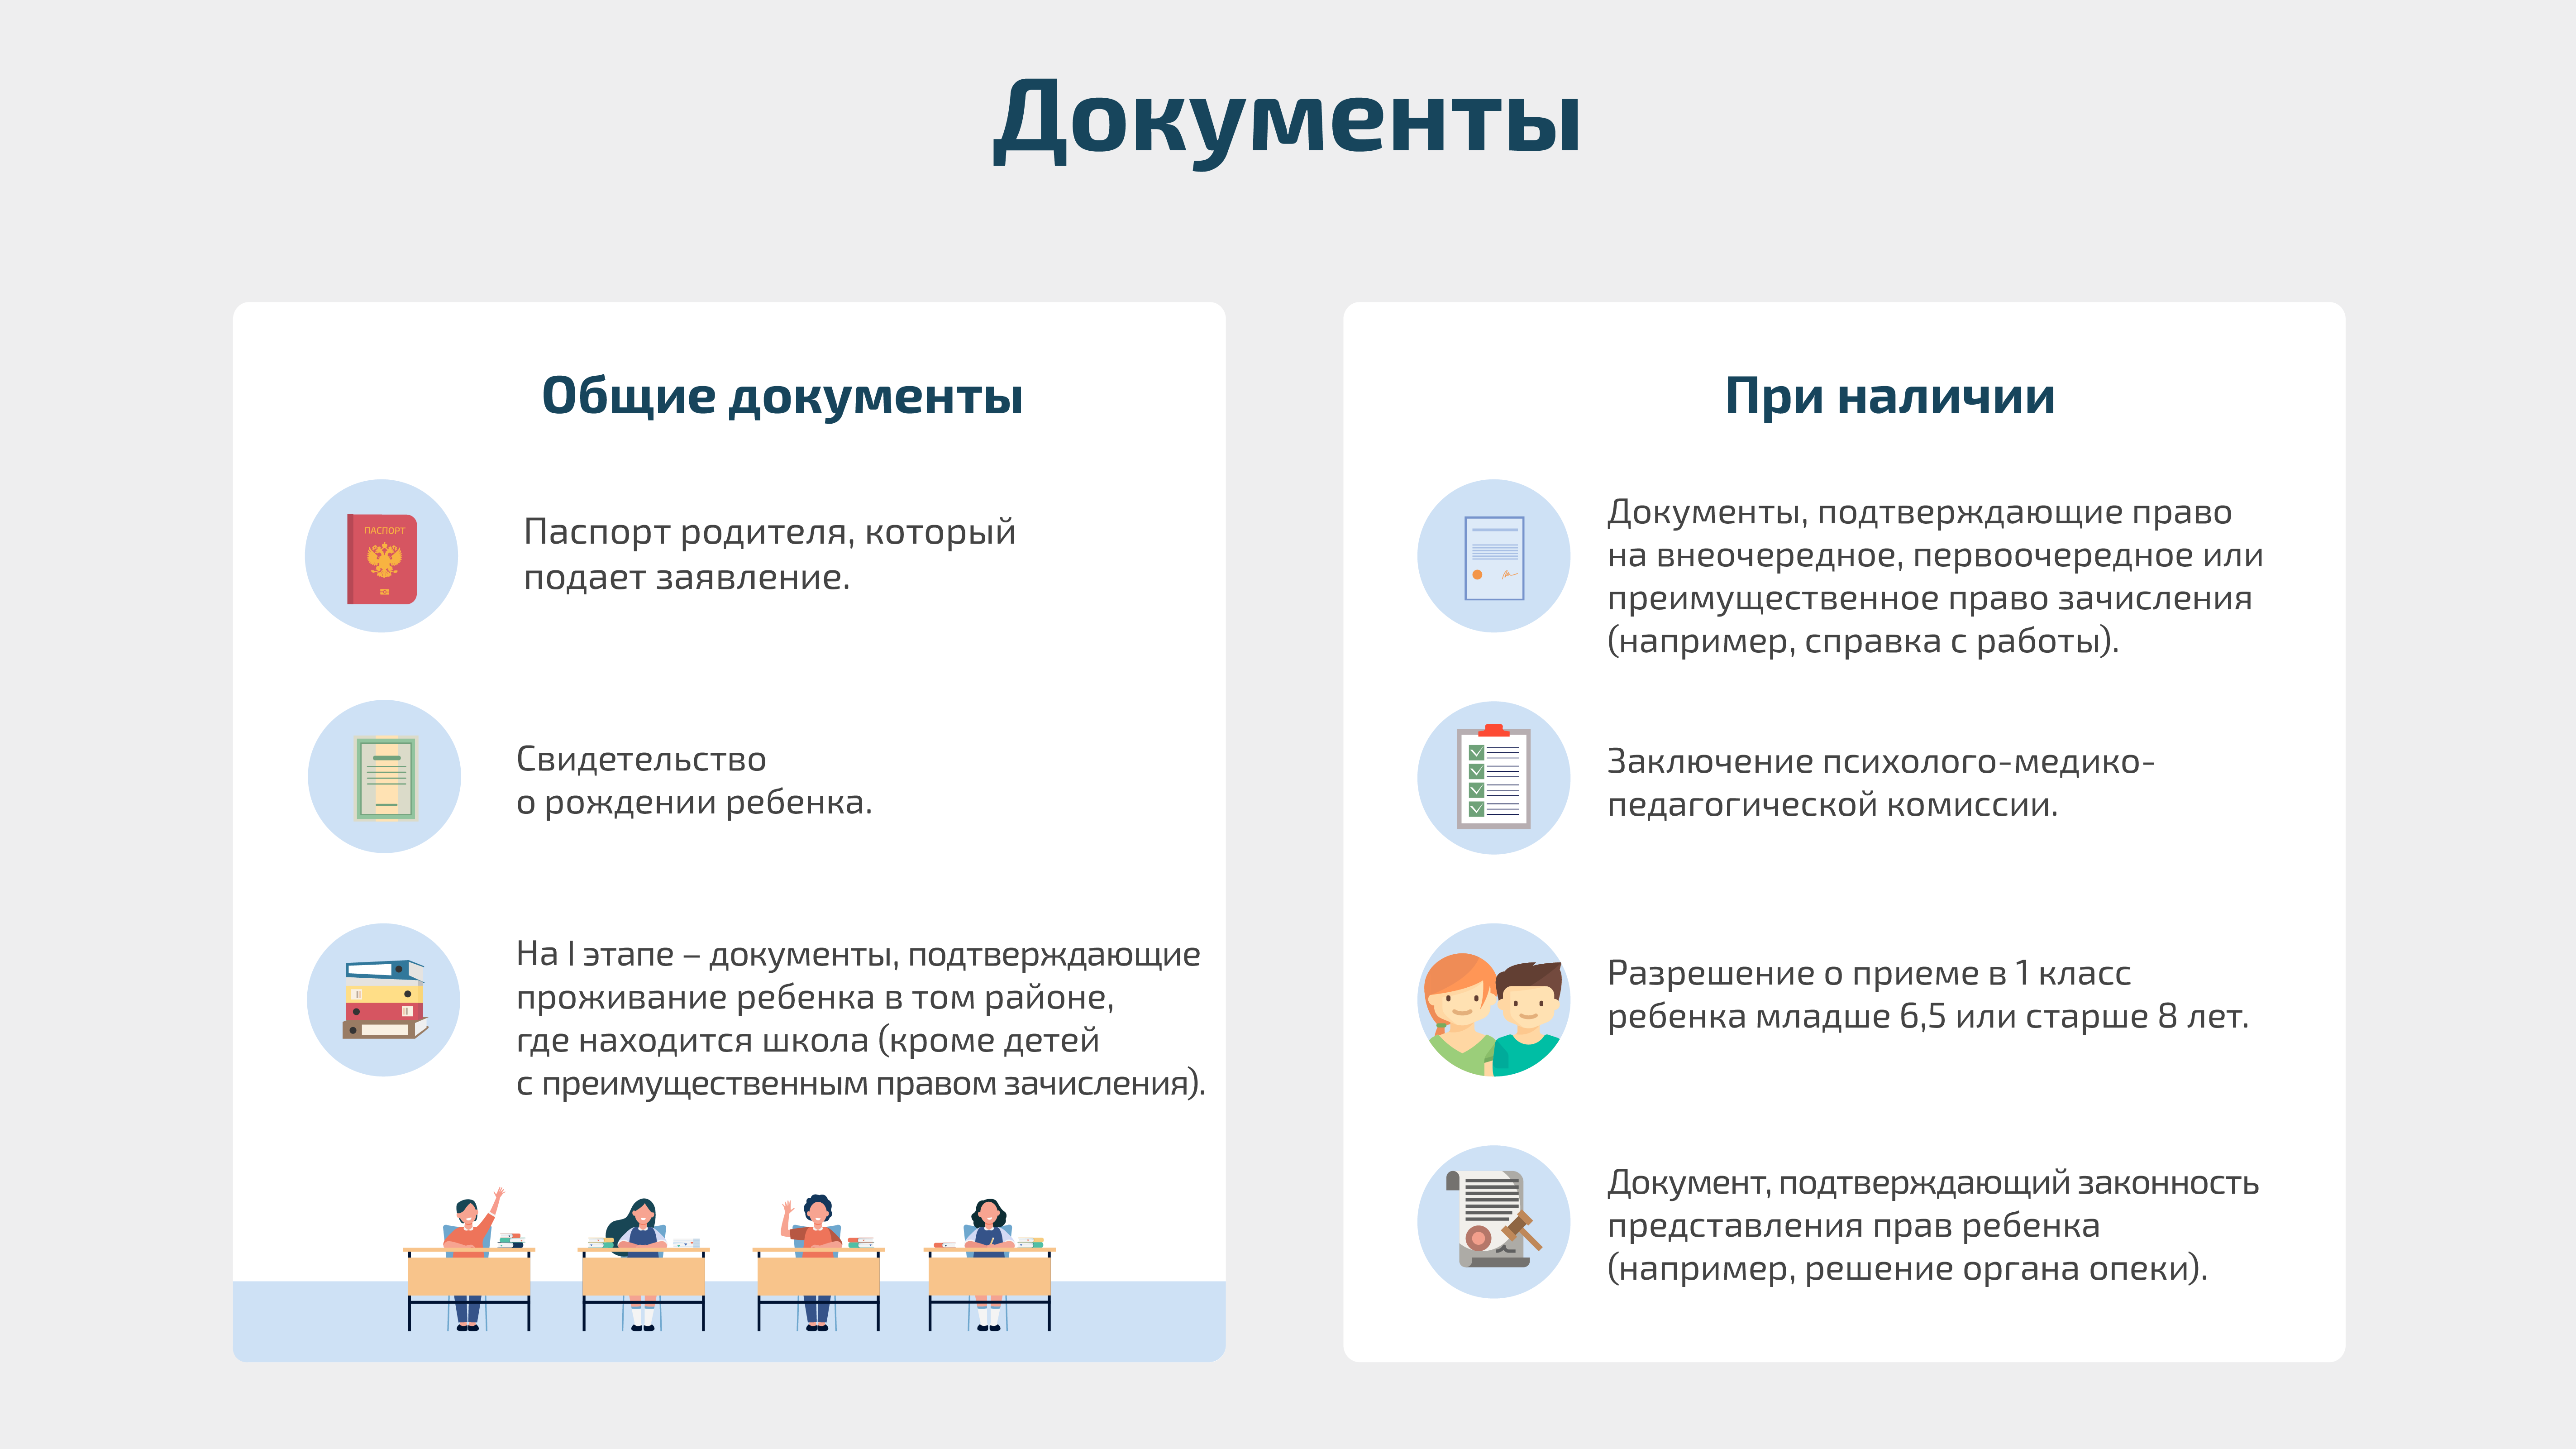 Документы
Общие документы
ПАСПОРТ
Паспорт родителя, который
подает заявление.
Свидетельство
о рождении ребенка.
На I этапе – документы, подтверждающие
проживание ребенка в том районе,
где находится школа (кроме детей
с преимущественным правом зачисления).
При наличии
Документы, подтверждающие право
на внеочередное, первоочередное или
преимущественное право зачисления
(например, справка с работы).
Заключение психолого-медико-
педагогической комиссии.
Разрешение о приеме в 1 класс
ребенка младше 6,5 или старше 8 лет.
Документ, подтверждающий законность
представления прав ребенка
(например, решение органа опеки).